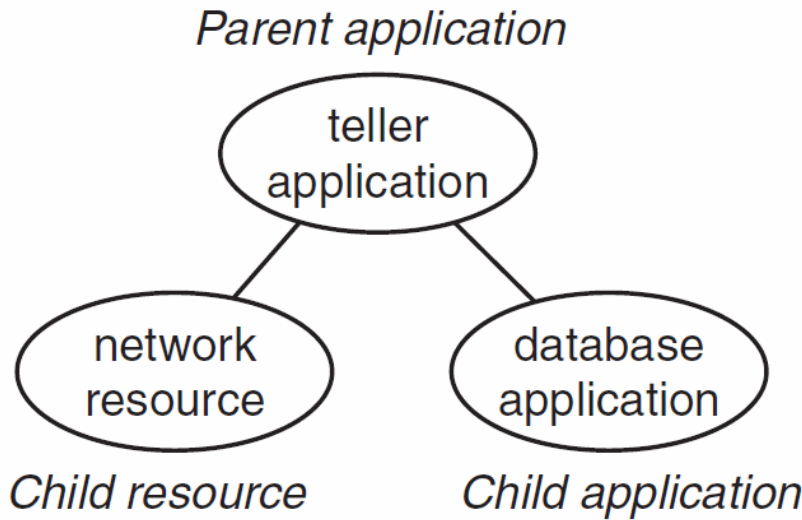 Parent application
teller
application
network
resource
database
application
Child resource
Child application